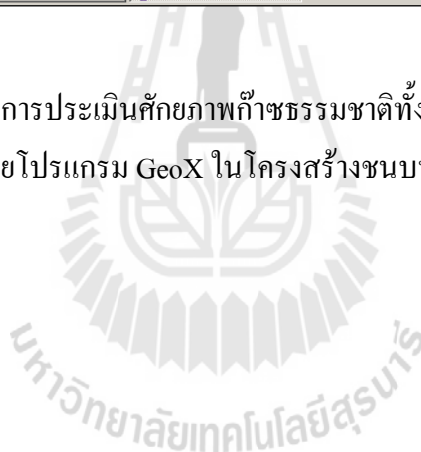 การประเมินศักยภาพก๊าซธรรมชาติทั้ง
ยโปรแกรม GeoX ในโครงสร้างชนบท
มหาวิทยาลัยเทคโนโลยีสุรนารี